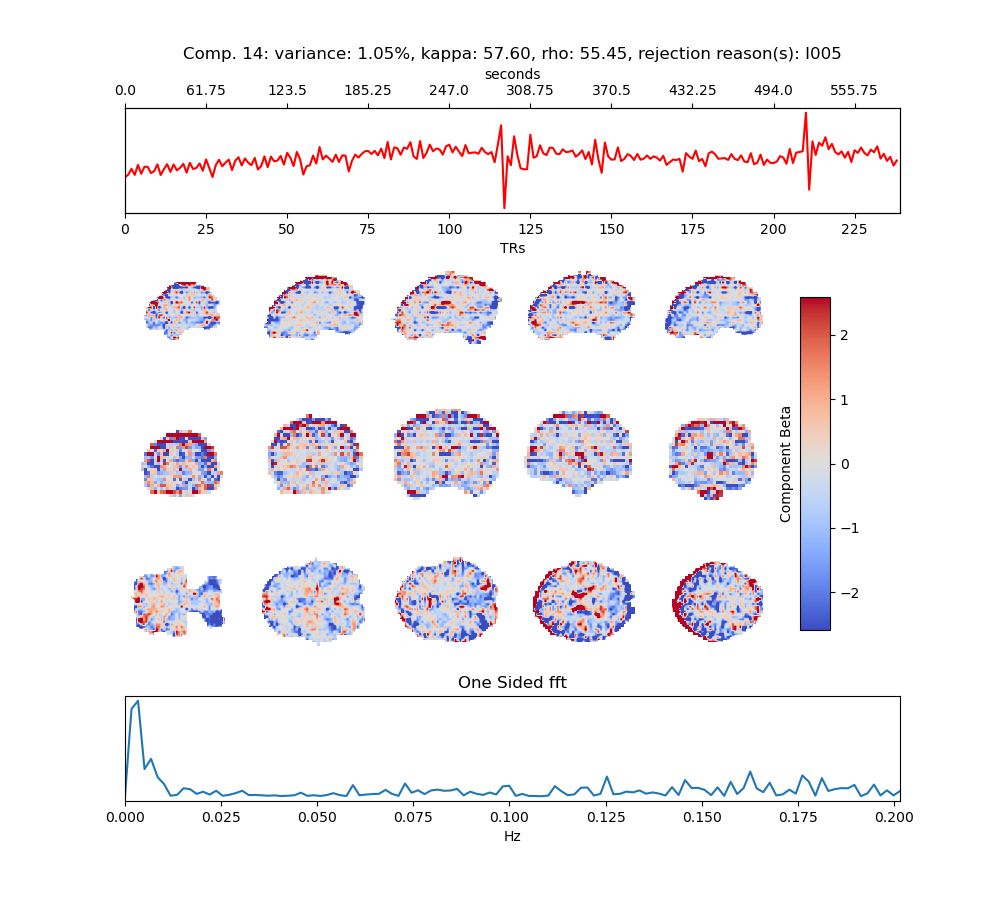 Comp. 14: variance: 1.05%, kappa: 57.60, rho: 55.45, rejection reason(s): I005
seconds
0.0 61.75 123.5 185.25 247.0 308.75 370.5 432.25 494.0 555.75
0 25 50 75 100 125 150 175 200 225
TRs
2
1
0
−1
−2
Component Beta
One Sided fft
0.000 0.025 0.050 0.075 0.100 0.125 0.150 0.175 0.200
Hz